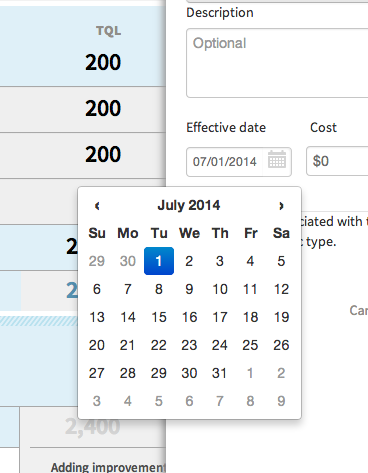 TQL
200
200
200
Description
Optional
Effective date Cost
07/01/2014 $0
‹ July 2014 ›
Su Mo Tu We Th Fr Sa
29 30 1 2 3 4 5
6 7 8 9 10 11 12
13 14 15 16 17 18 19
20 21 22 23 24 25 26
27 28 29 30 31 1 2
3 4 5 6 7 8 9
type.
2,400
Adding improvement